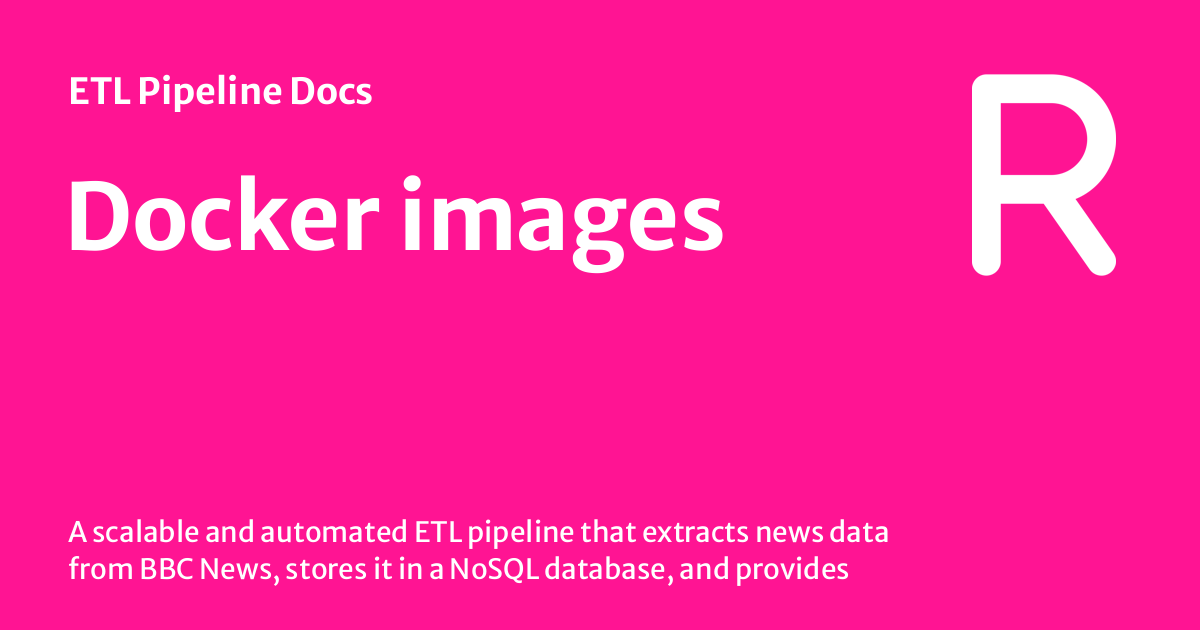 ETL Pipeline Docs
R
Docker images
A scalable and automated ETL pipeline that extracts news data
from BBC News, stores it in a NoSQL database, and provides